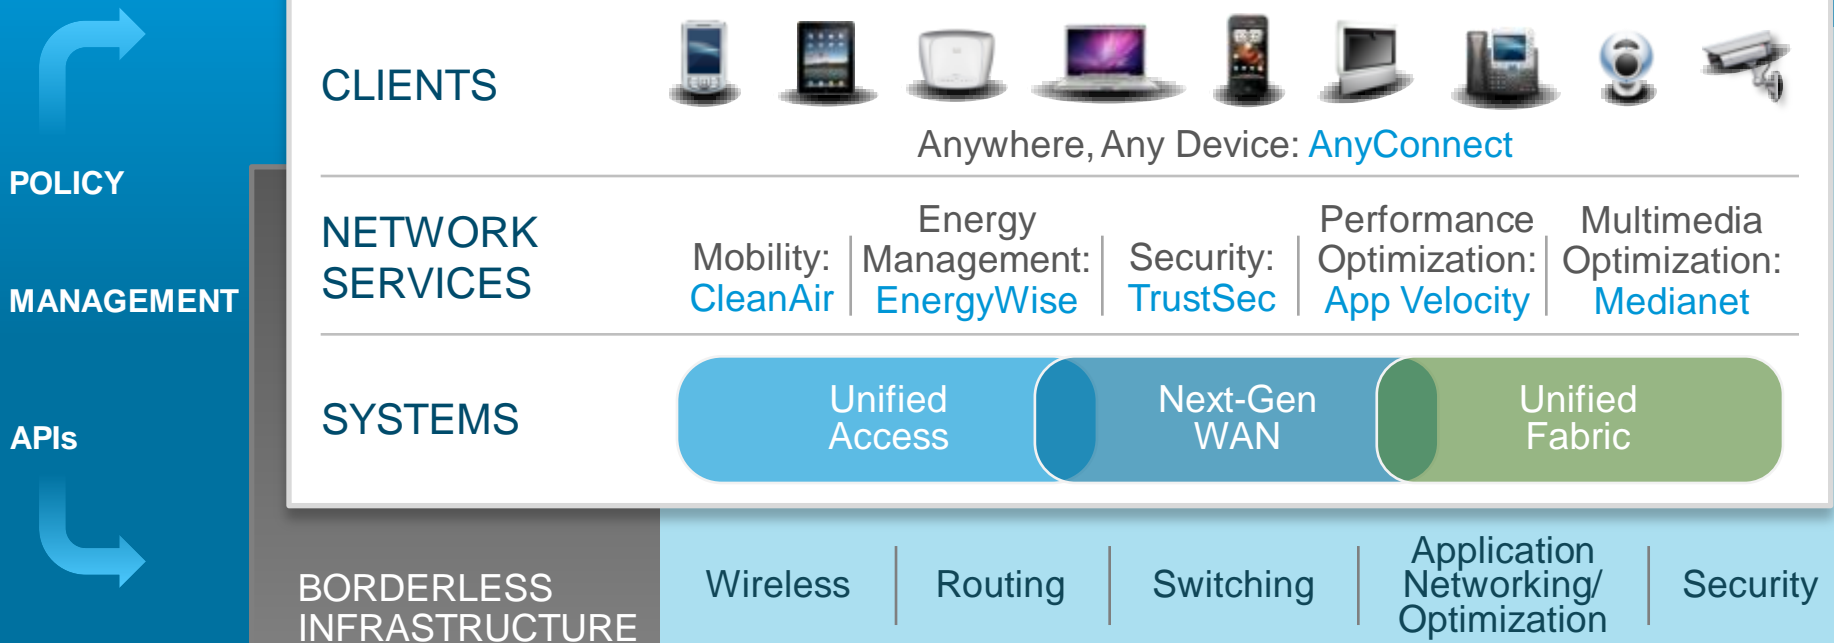 POLICY
MANAGEMENT
APIs
CLIENTS
Anywhere, Any Device: AnyConnect
NETWORK
SERVICES
Mobility:
CleanAir
Energy
Management:
EnergyWise
Security:
TrustSec
Performance
Optimization:
App Velocity
Multimedia
Optimization:
Medianet
SYSTEMS
Unified
Access
Next-Gen
WAN
Unified
Fabric
BORDERLESS
INFRASTRUCTURE
Wireless
Routing
Switching
Application
Networking/
Optimization
Security